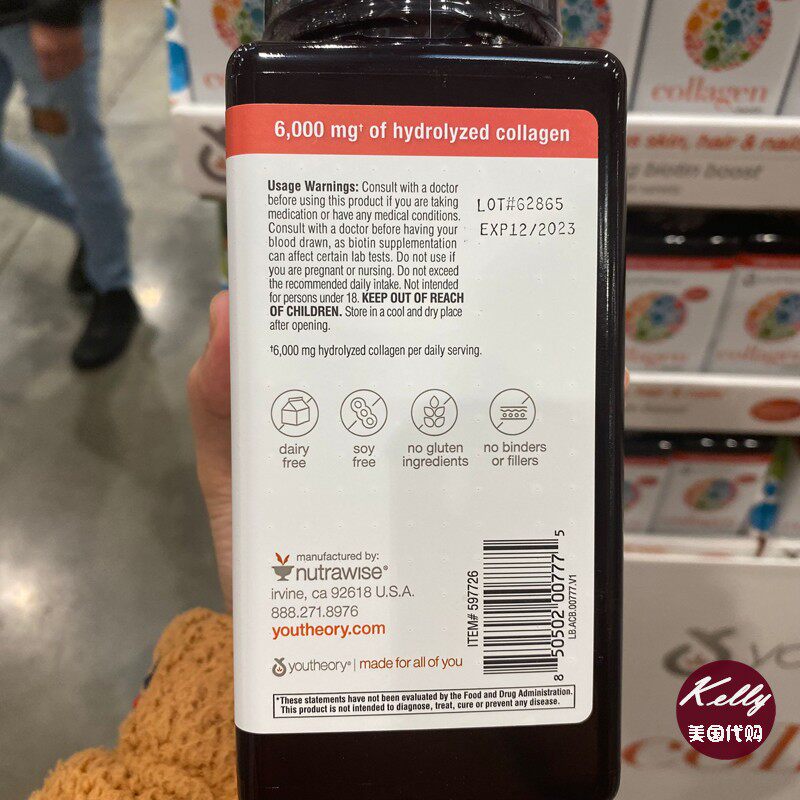 collagen
collagen
e skin, hair & nails
g biotin boost
6,000 mg† of hydrolyzed collagen
Usage Warnings: Consult with a doctor
before using this product if you are taking
medication or have any medical conditions.
Consult with a doctor before having your
blood drawn, as biotin supplementation
can affect certain lab tests. Do not use if
you are pregnant or nursing. Do not exceed
the recommended daily intake. Not intended
for persons under 18. KEEP OUT OF REACH
OF CHILDREN. Store in a cool and dry place
after opening.
LOT#62865
EXP12/2023
†6,000 mg hydrolyzed collagen per daily serving.
dairy
free
soy
free
no gluten
ingredients
no binders
or fillers
manufactured by:
nutrawise®
irvine, ca 92618 U.S.A.
888.271.8976
youtheory.com
youtheory® | made for all of you
ITEM# 597726
8 50502 00777 5
LB.ACB.00777.V1
*These statements have not been evaluated by the Food and Drug Administration.
This product is not intended to diagnose, treat, cure or prevent any disease.
collagen
collagen
Kelly
美国代购